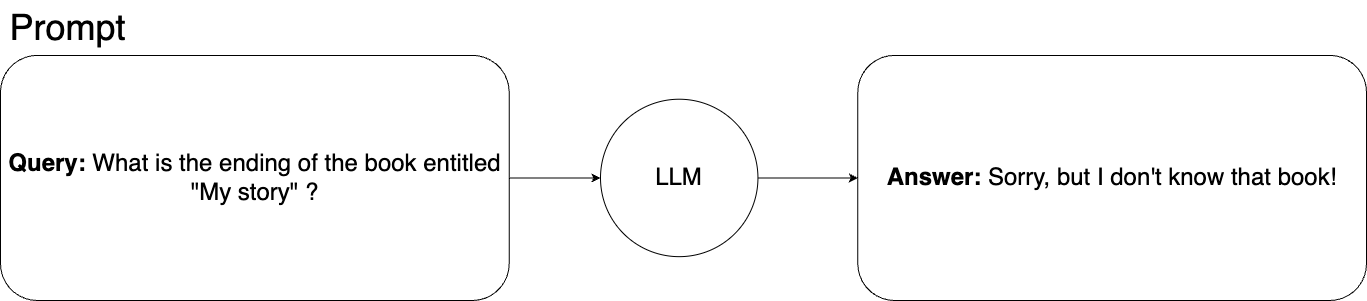 Prompt
Query: What is the ending of the book entitled
"My story" ?
LLM
Answer: Sorry, but I don't know that book!